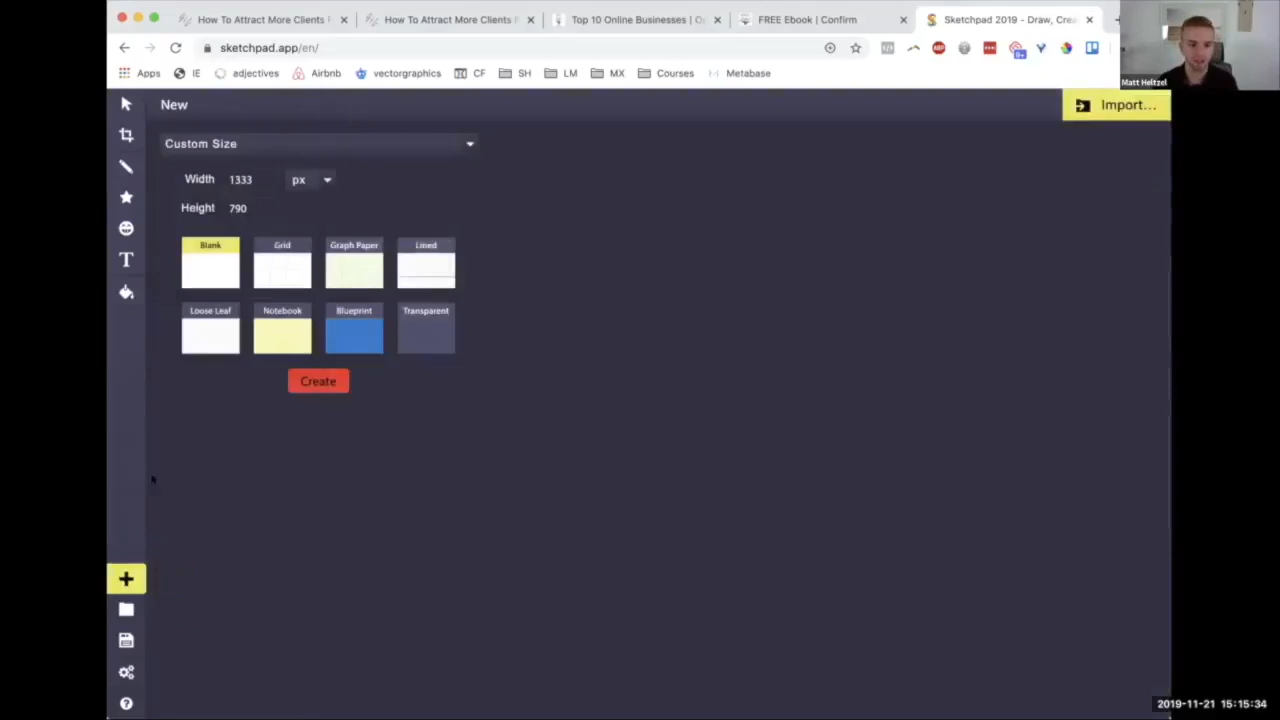 How To Attract More Clients
How To Attract More Clients
Top 10 Online Businesses | O
FREE Ebook | Confirm
Sketchpad 2019 - Draw, Crea
sketchpad.app/en/
ABP
Apps
IE
adjectives
Airbnb
vectorgraphics
CF
SH
LM
MX
Courses
Metabase
Matt Heltzel
New
Import...
Custom Size
Width 1333 px
Height 790
Blank Grid Graph Paper Lined
Loose Leaf Notebook Blueprint Transparent
Create
T
2019-11-21 15:15:34